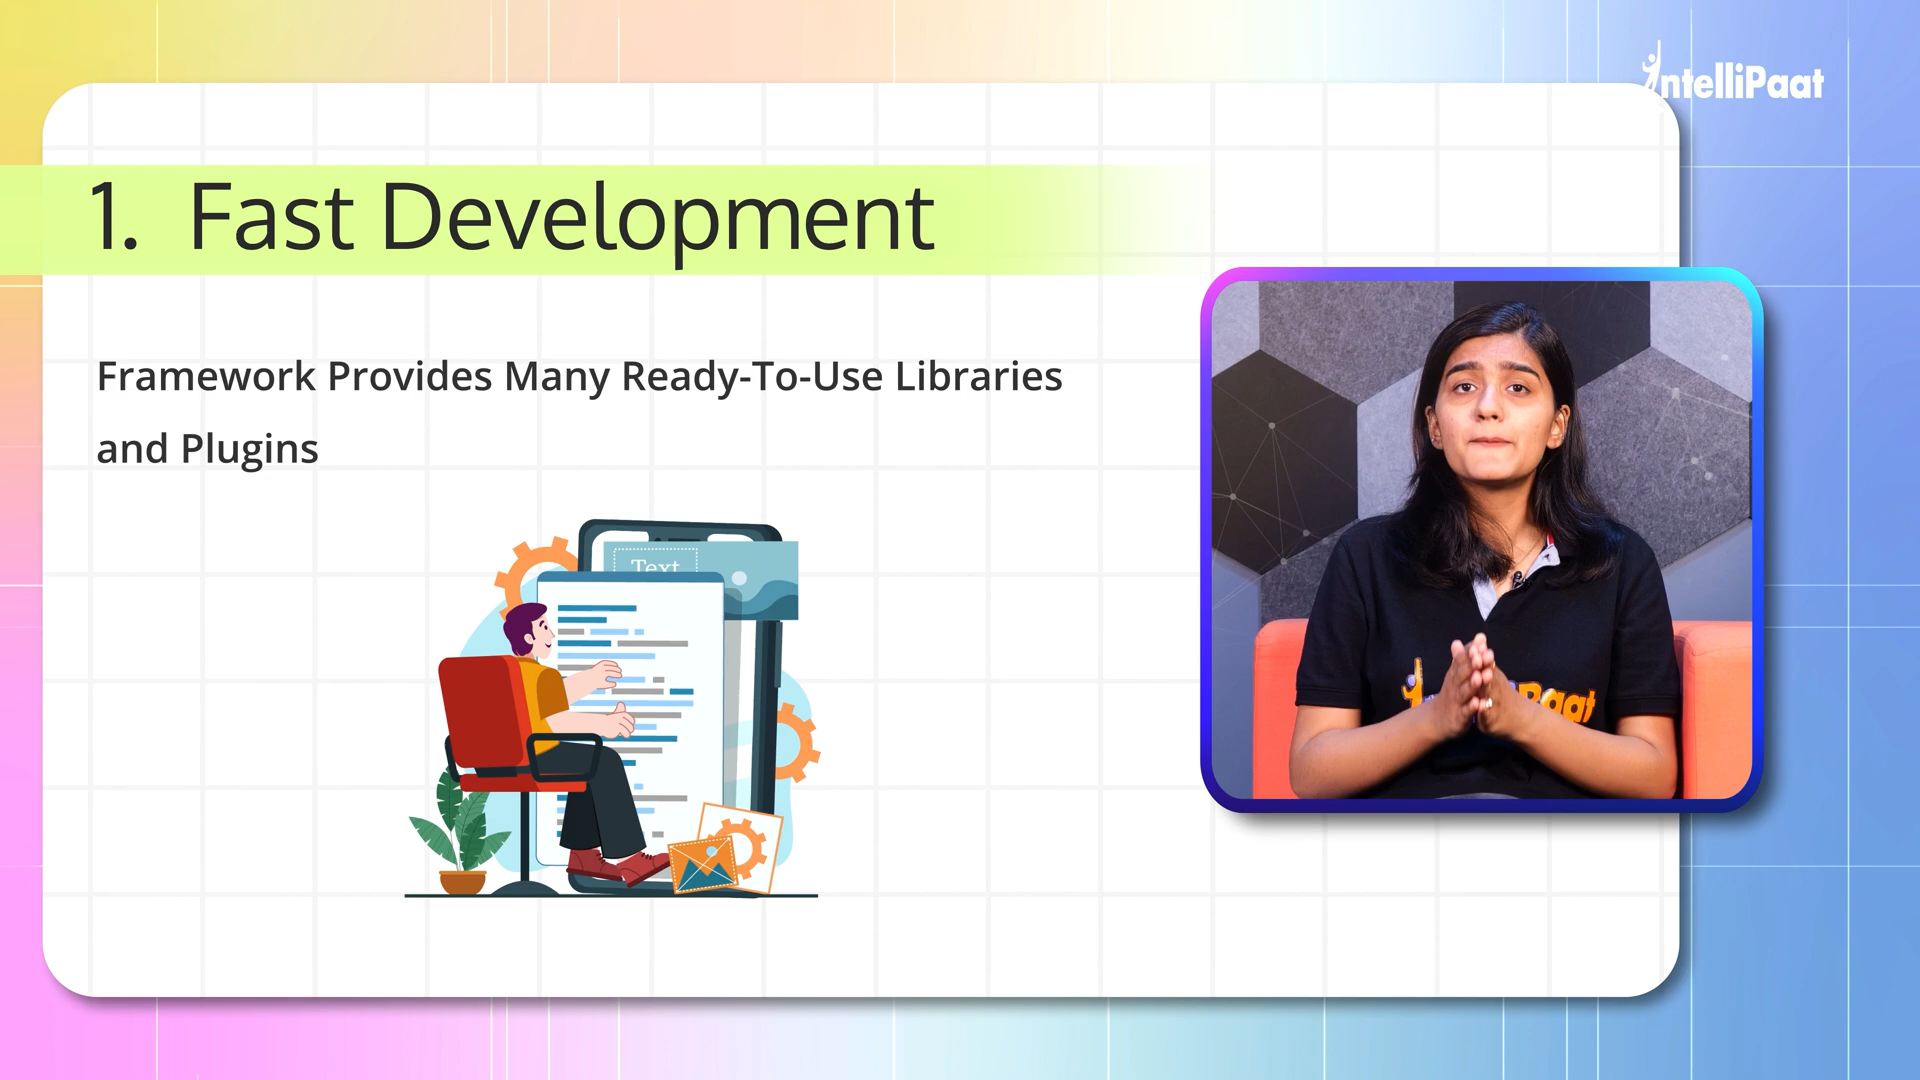 IntelliPaat
1. Fast Development
Framework Provides Many Ready-To-Use Libraries
and Plugins
Text